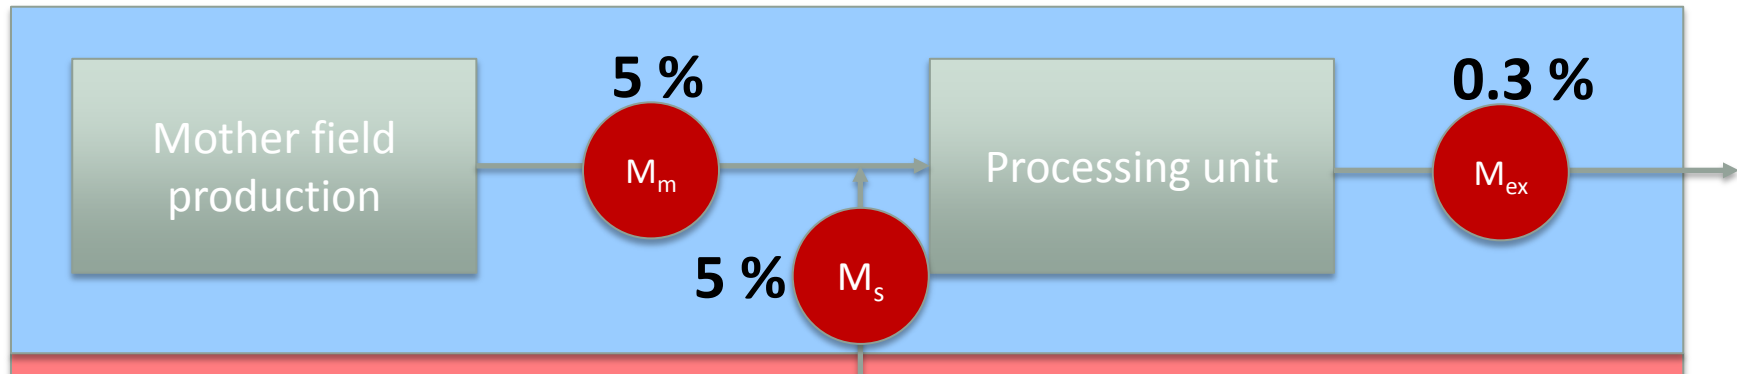 5 %
0.3 %
Mother field
production
Mm
Processing unit
Mex
5 %
Ms